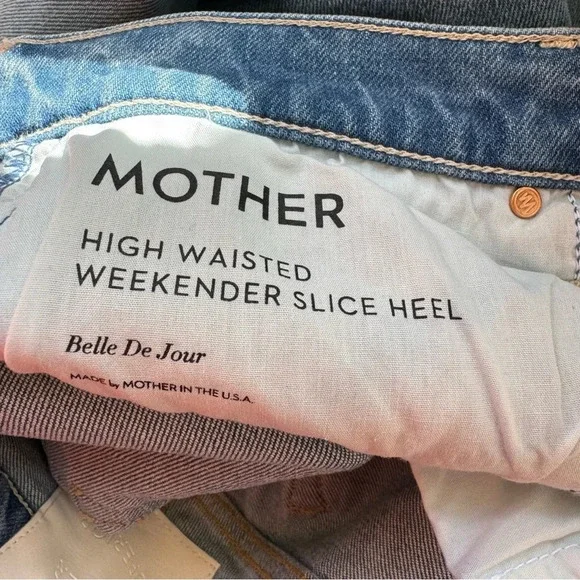 MOTHER
HIGH WAISTED
WEEKENDER SLICE HEEL
Belle De Jour
MADE by MOTHER IN THE U.S.A.